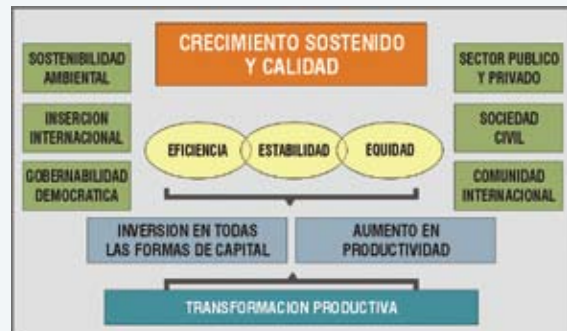 CRECIMIENTO SOSTENIDO
Y CALIDAD
SOSTENIBILIDAD
AMBIENTAL
INSERCION
INTERNACIONAL
GOBERNABILIDAD
DEMOCRATICA
SECTOR PUBLICO
Y PRIVADO
SOCIEDAD
CIVIL
COMUNIDAD
INTERNACIONAL
EFICIENCIA
ESTABILIDAD
EQUIDAD
INVERSION EN TODAS
LAS FORMAS DE CAPITAL
AUMENTO EN
PRODUCTIVIDAD
TRANSFORMACION PRODUCTIVA